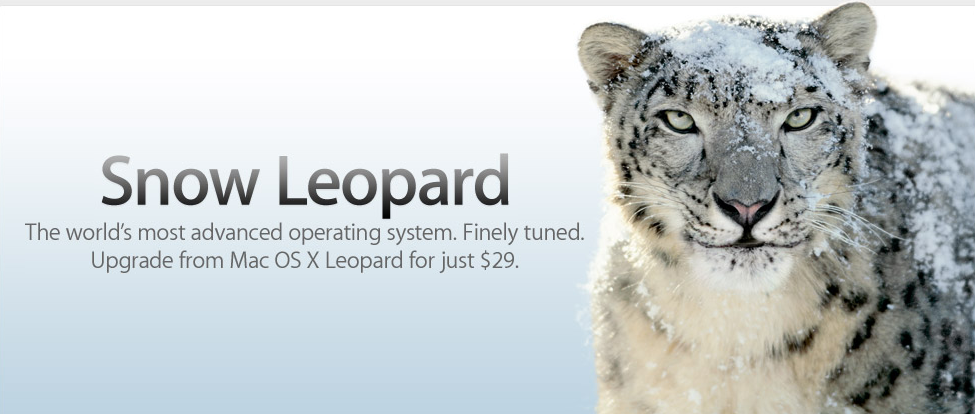 Snow Leopard
The world’s most advanced operating system. Finely tuned.
Upgrade from Mac OS X Leopard for just $29.